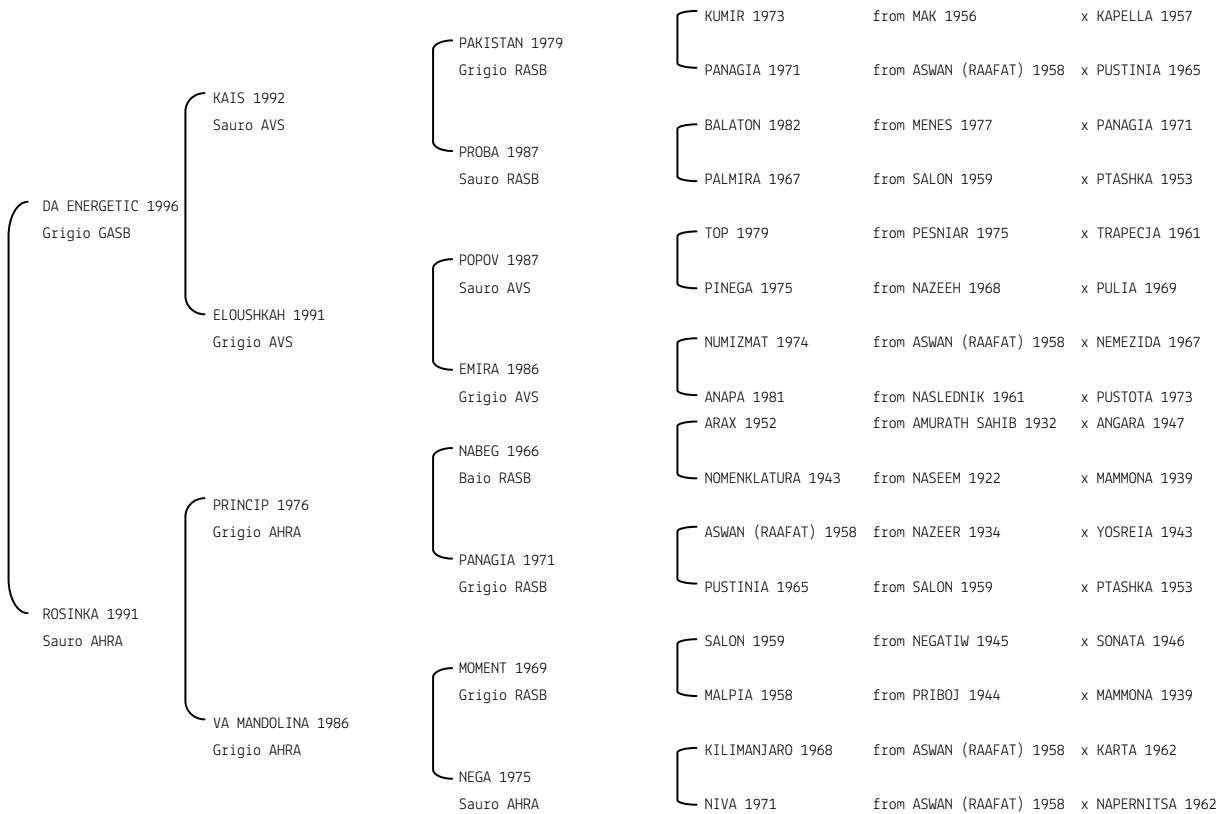 KUMIR 1973 from MAK 1956 x KAPELLA 1957
PAKISTAN 1979
Grigio RASB
PANAGIA 1971 from ASWAN (RAAFAT) 1958 x PUSTINIA 1965
KAIS 1992
Sauro AVS
BALATON 1982 from MENES 1977 x PANAGIA 1971
PROBA 1987
Sauro RASB
PALMIRA 1967 from SALON 1959 x PTASHKA 1953
DA ENERGETIC 1996
Grigio GASB
TOP 1979 from PESNIAR 1975 x TRAPECJA 1961
POPOV 1987
Sauro AVS
PINEGA 1975 from NAZEEH 1968 x PULIA 1969
ELOUSHKAH 1991
Grigio AVS
NUMIZMAT 1974 from ASWAN (RAAFAT) 1958 x NEMEZIDA 1967
EMIRA 1986
Grigio AVS
ANAPA 1981 from NASLEDNIK 1961 x PUSTOTA 1973
ARAX 1952 from AMURATH SAHIB 1932 x ANGARA 1947
NABEG 1966
Baio RASB
NOMENKLATURA 1943 from NASEEM 1922 x MAMMONA 1939
PRINCIP 1976
Grigio AHRA
ASWAN (RAAFAT) 1958 from NAZEER 1934 x YOSREIA 1943
PANAGIA 1971
Grigio RASB
PUSTINIA 1965 from SALON 1959 x PTASHKA 1953
ROSINKA 1991
Sauro AHRA
SALON 1959 from NEGATIW 1945 x SONATA 1946
MOMENT 1969
Grigio RASB
MALPIA 1958 from PRIBOJ 1944 x MAMMONA 1939
VA MANDOLINA 1986
Grigio AHRA
KILIMANJARO 1968 from ASWAN (RAAFAT) 1958 x KARTA 1962
NEGA 1975
Sauro AHRA
NIVA 1971 from ASWAN (RAAFAT) 1958 x NAPERNITSA 1962